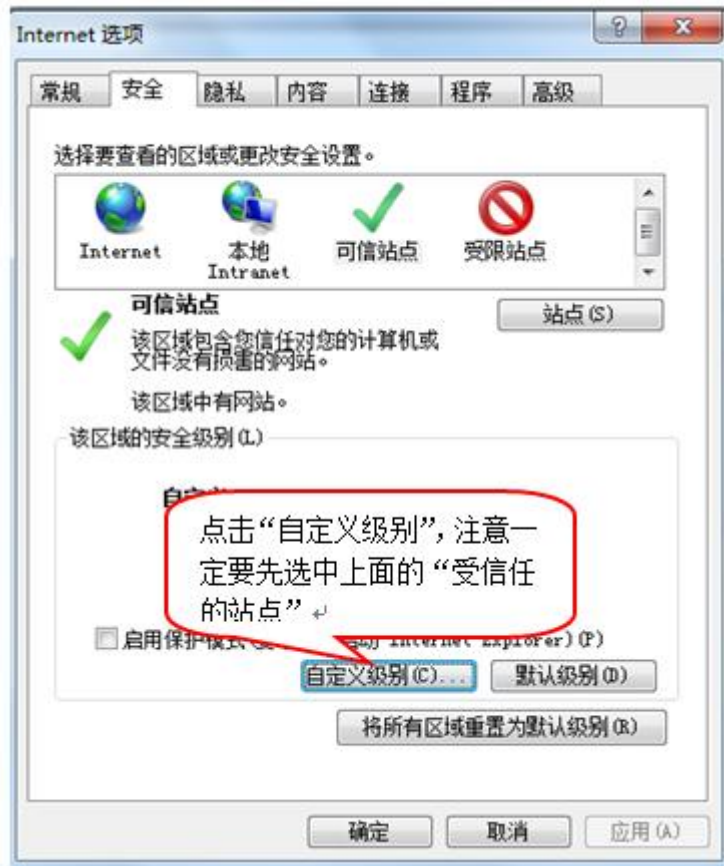 Internet 选项
常规 安全 隐私 内容 连接 程序 高级
选择要查看的区域或更改安全设置。
Internet 本地 可信站点 受限站点
Intranet
可信站点
站点(S)
该区域包含您信任对您的计算机或
文件没有损害的网站。
该区域中有网站。
该区域的安全级别(L)
点击“自定义级别”，注意一
定要先选中上面的“受信任
的站点”
启用保护模式 Internet Explorer)(P)
自定义级别(C)... 默认级别(D)
将所有区域重置为默认级别(R)
确定 取消 应用(A)